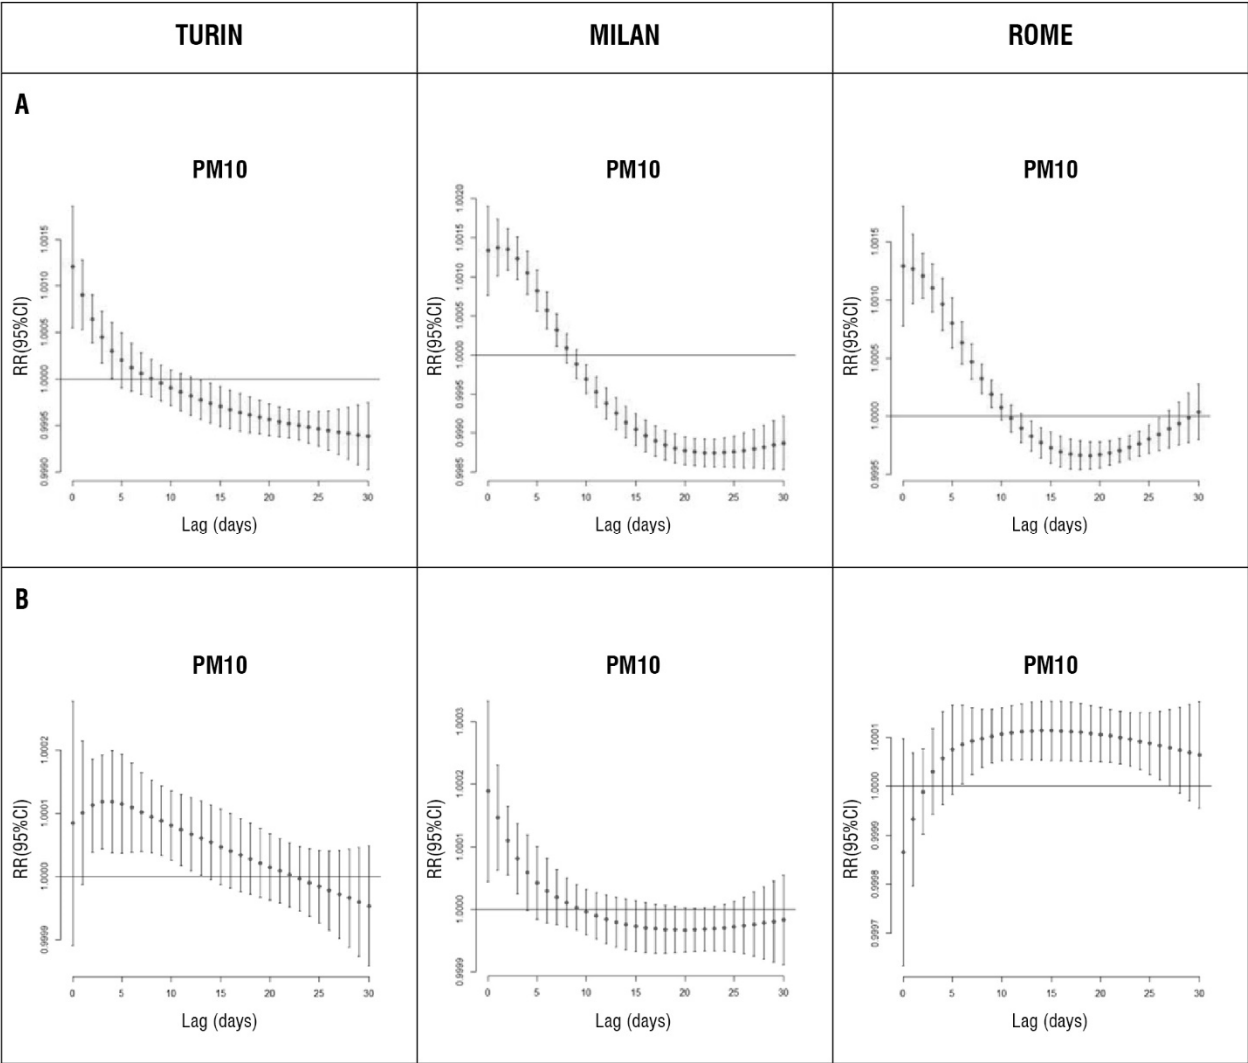 TURIN
MILAN
ROME
A
PM10
RR(95%CI)
1.0015
1.0010
1.0005
1.0000
0.9995
0.9990
0 5 10 15 20 25 30
Lag (days)
PM10
RR(95%CI)
1.0020
1.0015
1.0010
1.0005
1.0000
0.9995
0.9990
0.9985
0 5 10 15 20 25 30
Lag (days)
PM10
RR(95%CI)
1.0015
1.0010
1.0005
1.0000
0.9995
0 5 10 15 20 25 30
Lag (days)
B
PM10
RR(95%CI)
1.0002
1.0001
1.0000
0.9999
0 5 10 15 20 25 30
Lag (days)
PM10
RR(95%CI)
1.0003
1.0002
1.0001
1.0000
0.9999
0 5 10 15 20 25 30
Lag (days)
PM10
RR(95%CI)
1.0001
1.0000
0.9999
0.9998
0.9997
0 5 10 15 20 25 30
Lag (days)